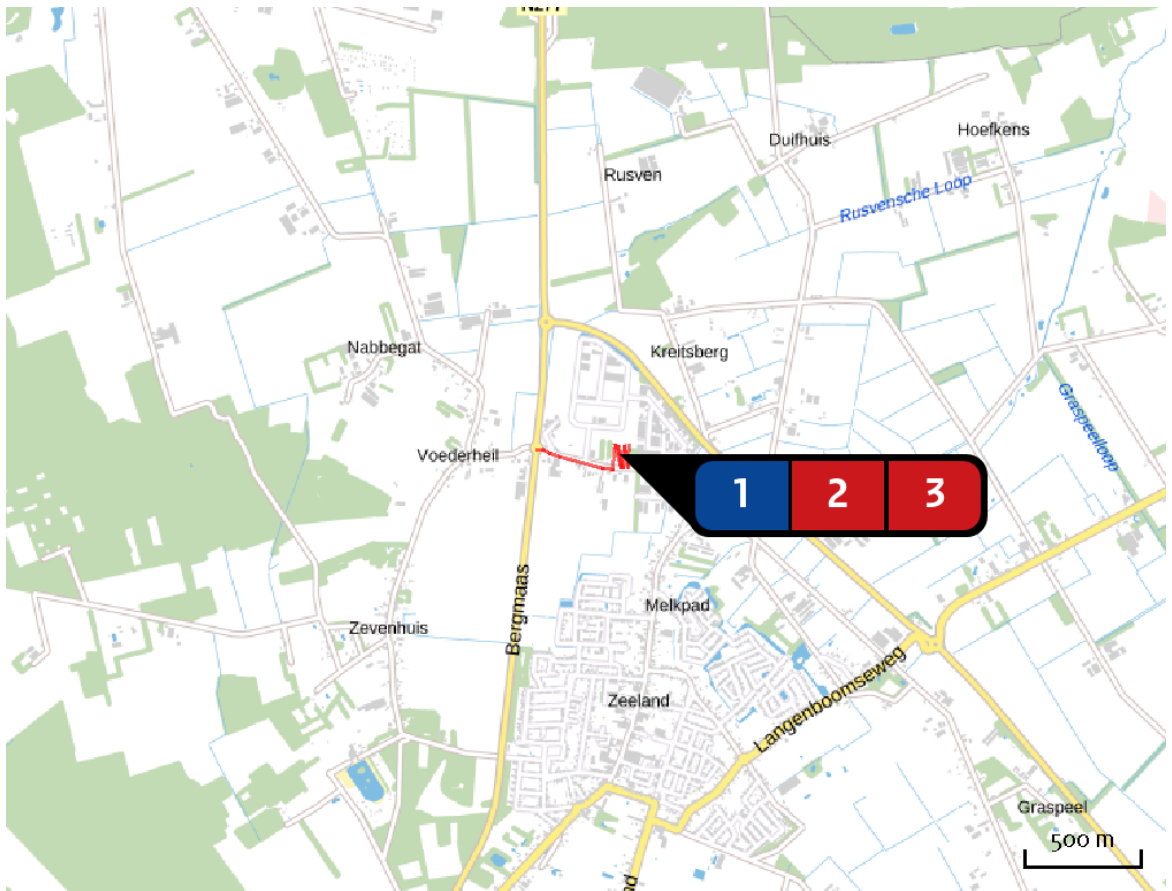 N277
Duifhuis
Hoefkens
Rusven
Rusvensche Loop
Nabbegat
Kreitsberg
Graspeelloop
Voederheil
1 2 3
Bergmaas
Melkpad
Zevenhuis
Zeeland
Langenboomseweg
Graspeel
500 m